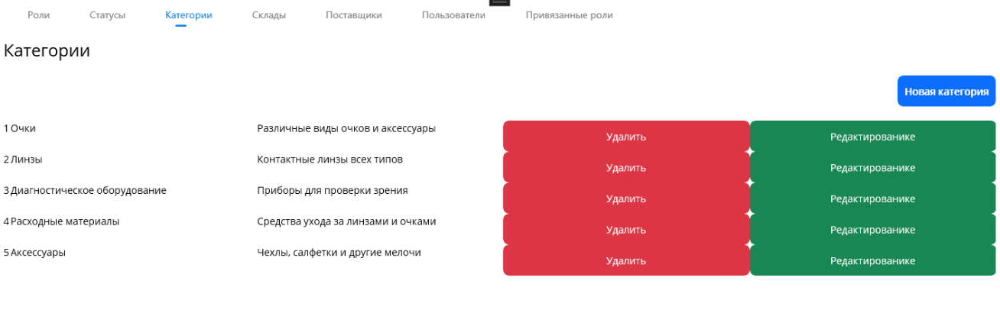 Роли Статусы Категории Склады Поставщики Пользователи Привязанные роли
Категории
Новая категория
1 Очки Различные виды очков и аксессуары Удалить Редактированике
2 Линзы Контактные линзы всех типов Удалить Редактированике
3 Диагностическое оборудование Приборы для проверки зрения Удалить Редактированике
4 Расходные материалы Средства ухода за линзами и очками Удалить Редактированике
5 Аксессуары Чехлы, салфетки и другие мелочи Удалить Редактированике